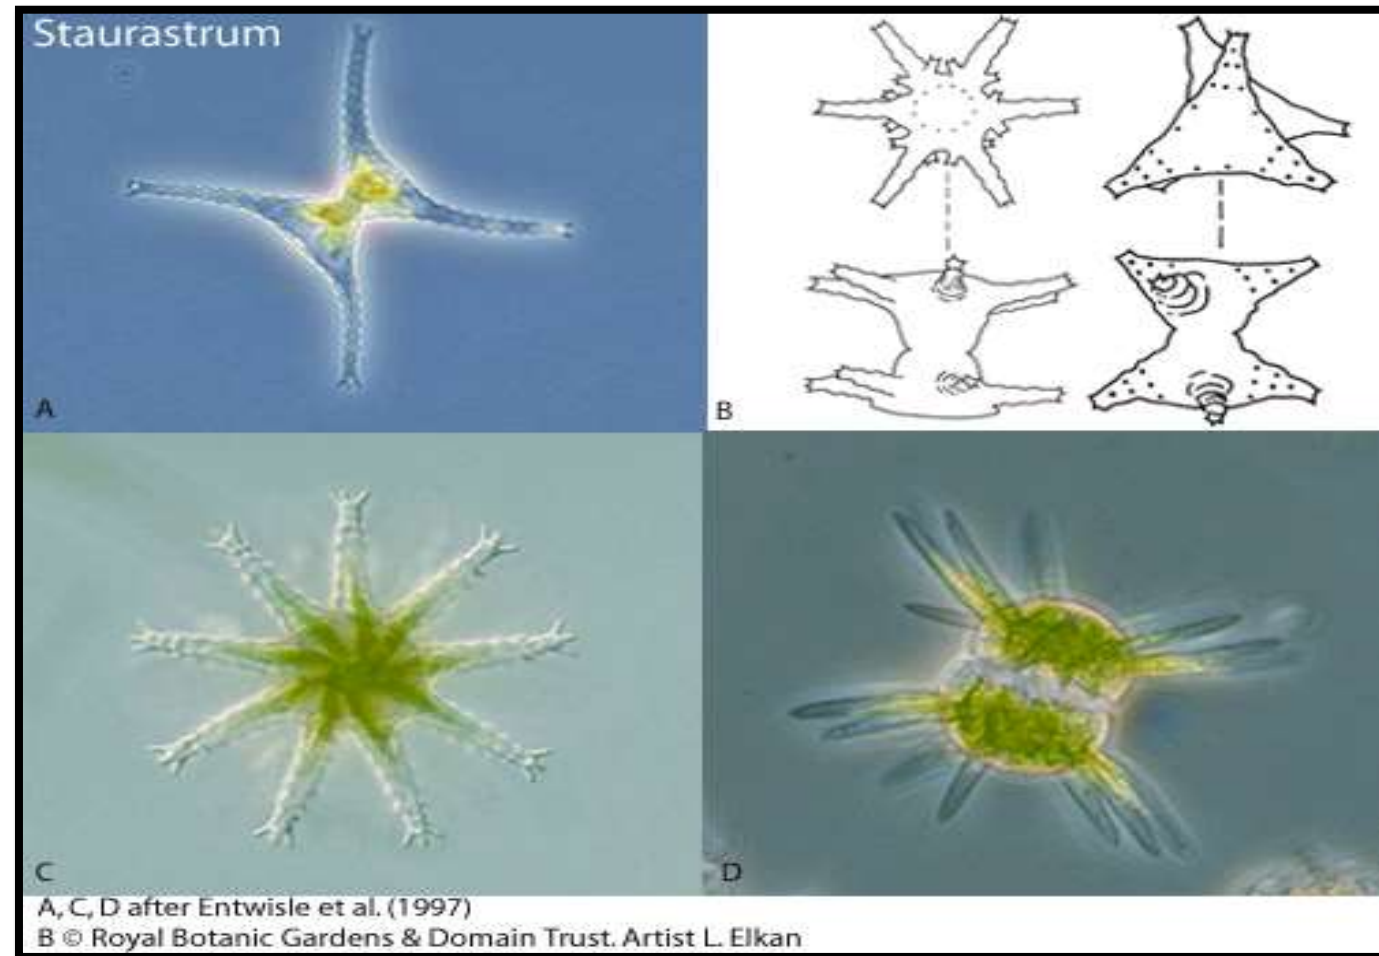 Staurastrum
A
B
C
D
A, C, D after Entwisle et al. (1997)
B © Royal Botanic Gardens & Domain Trust. Artist L. Elkan